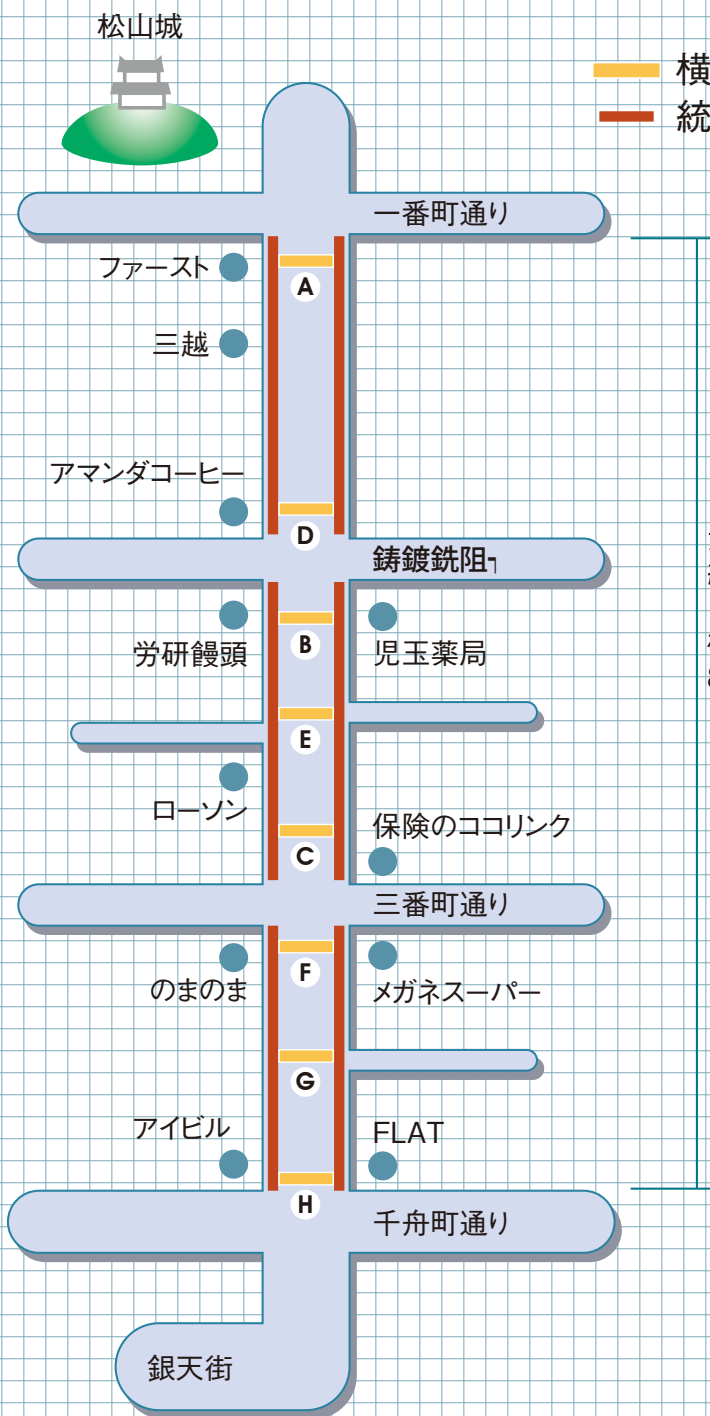 松山城
横
統
一番町通り
ファースト
A
三越
アマンダコーヒー
D
鋳鍍銑阻┑
労研饅頭
B
児玉薬局
E
ローソン
保険のココリンク
C
三番町通り
のまのま
F
メガネスーパー
G
アイビル
FLAT
H
千舟町通り
銀天街